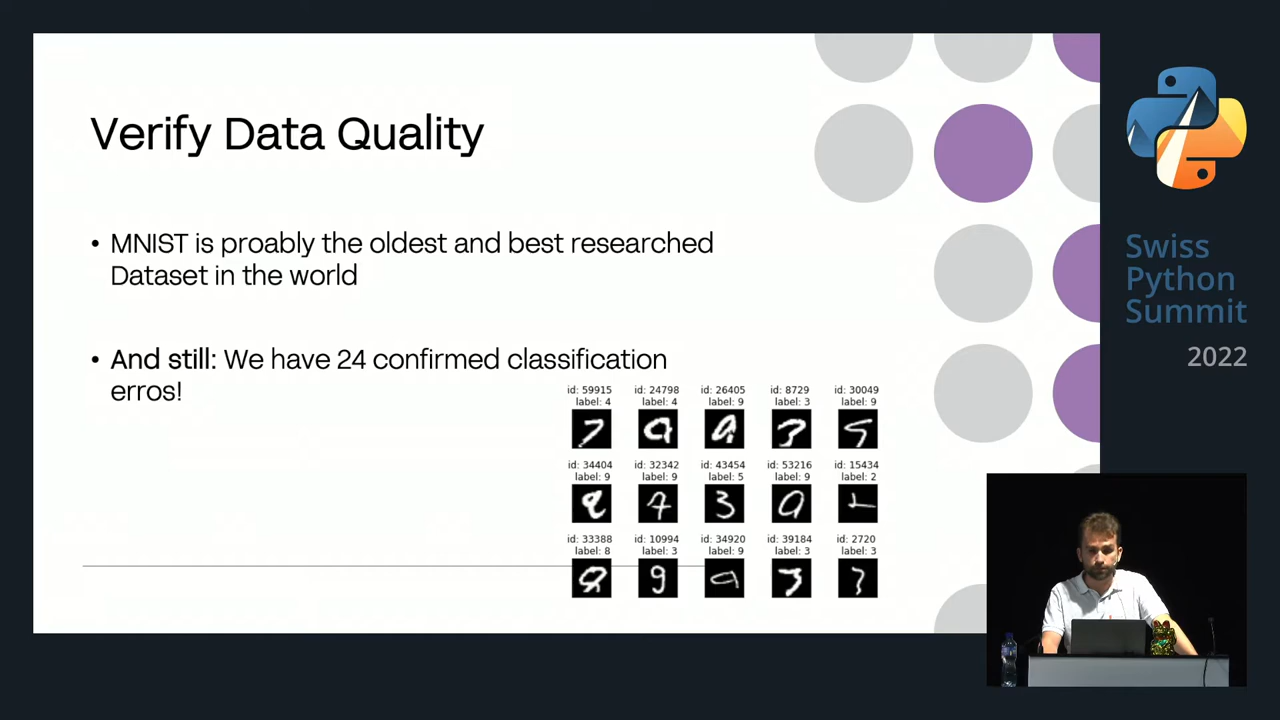 Verify Data Quality
• MNIST is proably the oldest and best researched
Dataset in the world
• And still: We have 24 confirmed classification
erros!
id: 59915 id: 24798 id: 26405 id: 8729 id: 30049
label: 4 label: 4 label: 9 label: 3 label: 9
id: 34404 id: 32342 id: 43454 id: 53216 id: 15434
label: 9 label: 9 label: 5 label: 9 label: 2
id: 33388 id: 10994 id: 34920 id: 39184 id: 2720
label: 8 label: 3 label: 9 label: 3 label: 3
Swiss
Python
Summit
2022